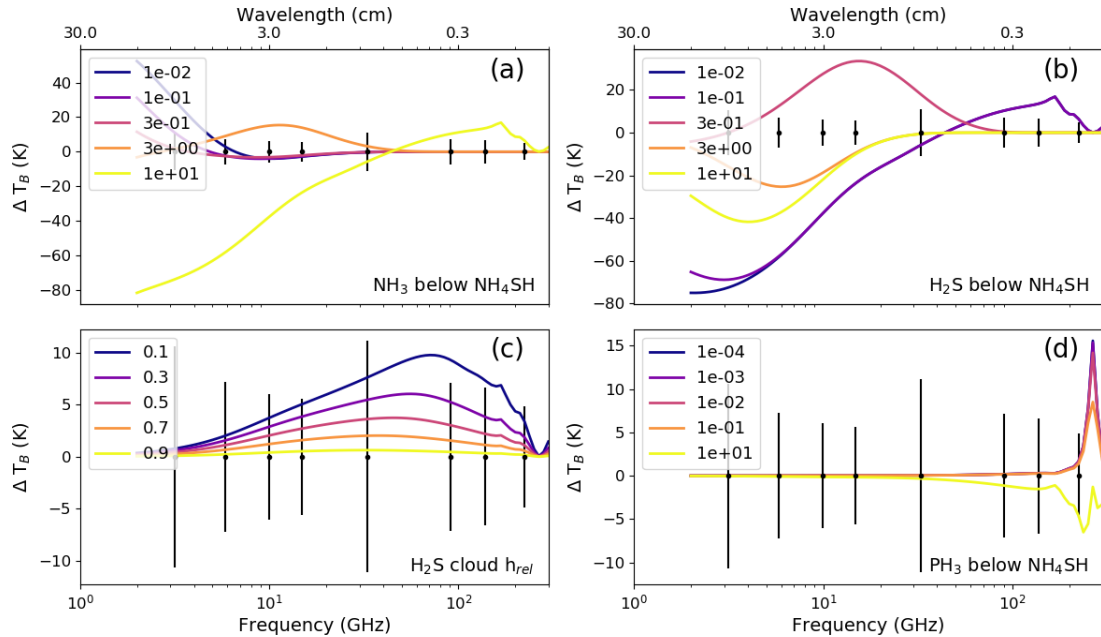 Wavelength (cm)
30.0 3.0 0.3
(a)
1e-02
1e-01
3e-01
3e+00
1e+01
Δ T_B (K)
40
20
0
−20
−40
−60
−80
NH₃ below NH₄SH
Wavelength (cm)
30.0 3.0 0.3
(b)
1e-02
1e-01
3e-01
3e+00
1e+01
Δ T_B (K)
20
0
−20
−40
−60
−80
H₂S below NH₄SH
(c)
0.1
0.3
0.5
0.7
0.9
Δ T_B (K)
10
5
0
−5
−10
H₂S cloud h_rel
10⁰ 10¹ 10²
Frequency (GHz)
(d)
1e-04
1e-03
1e-02
1e-01
1e+01
Δ T_B (K)
15
10
5
0
−5
−10
PH₃ below NH₄SH
10⁰ 10¹ 10²
Frequency (GHz)